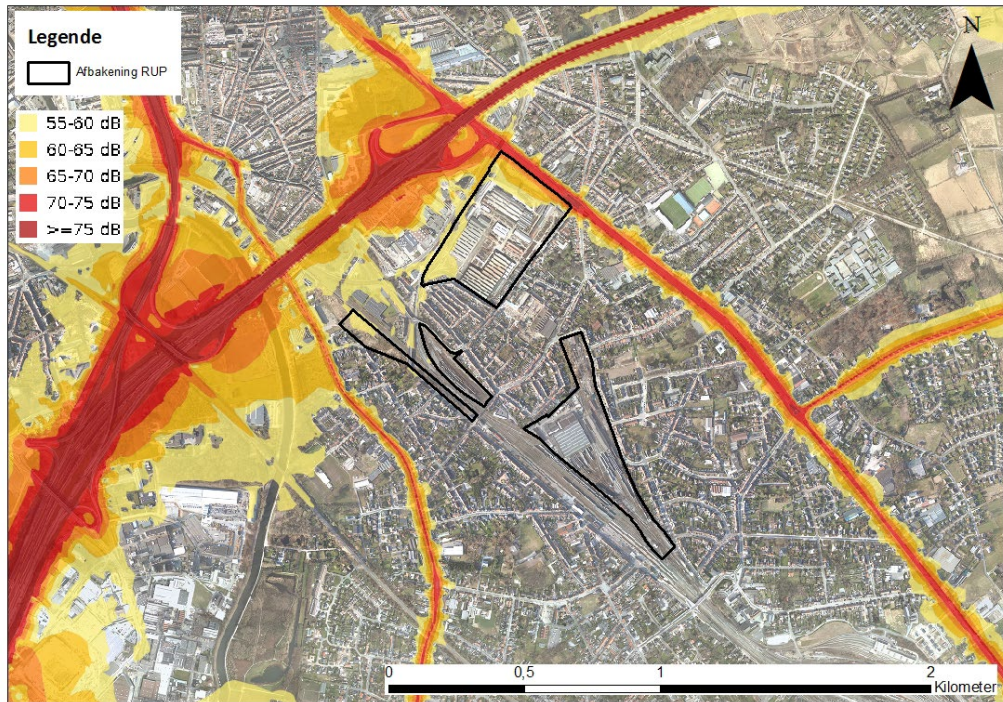 Legende
Afbakening RUP
55-60 dB
60-65 dB
65-70 dB
70-75 dB
>=75 dB
N
0 0,5 1 2
Kilometer